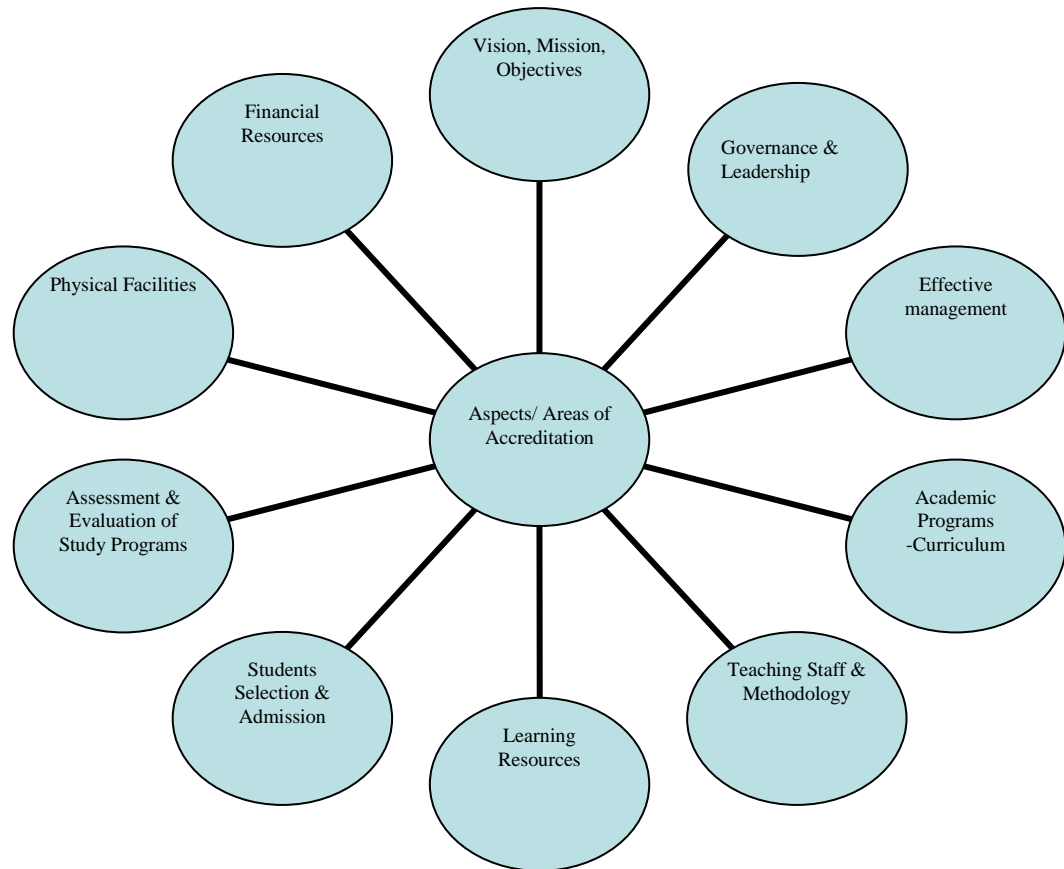 Vision, Mission,
Objectives
Financial
Resources
Governance &
Leadership
Physical Facilities
Effective
management
Aspects/ Areas of
Accreditation
Assessment &
Evaluation of
Study Programs
Academic
Programs
-Curriculum
Students
Selection &
Admission
Teaching Staff &
Methodology
Learning
Resources